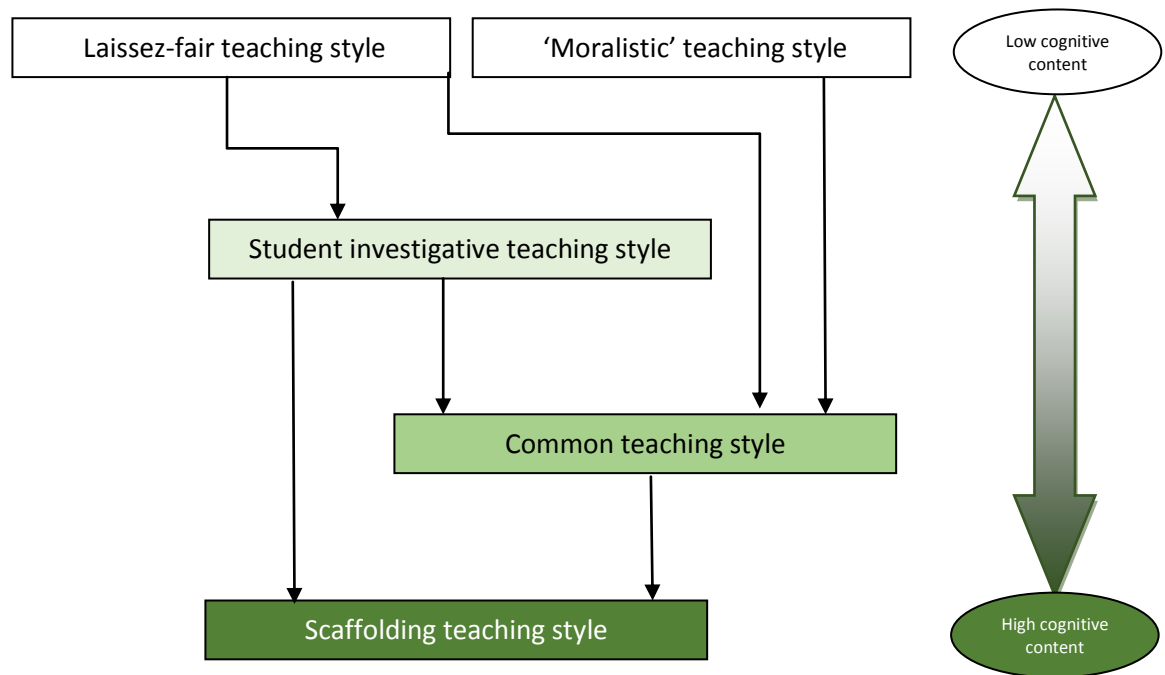 Laissez-fair teaching style
‘Moralistic’ teaching style
Low cognitive
content
Student investigative teaching style
Common teaching style
Scaffolding teaching style
High cognitive
content